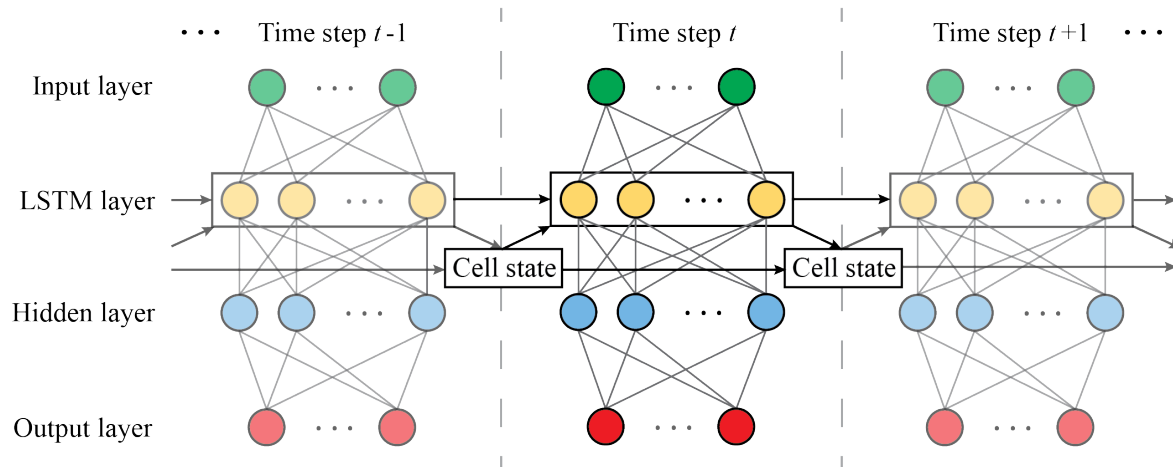 ··· Time step t-1 Time step t Time step t+1 ···
Input layer ··· ··· ···
LSTM layer ··· ··· ···
Cell state Cell state
Hidden layer ··· ··· ···
Output layer ··· ··· ···